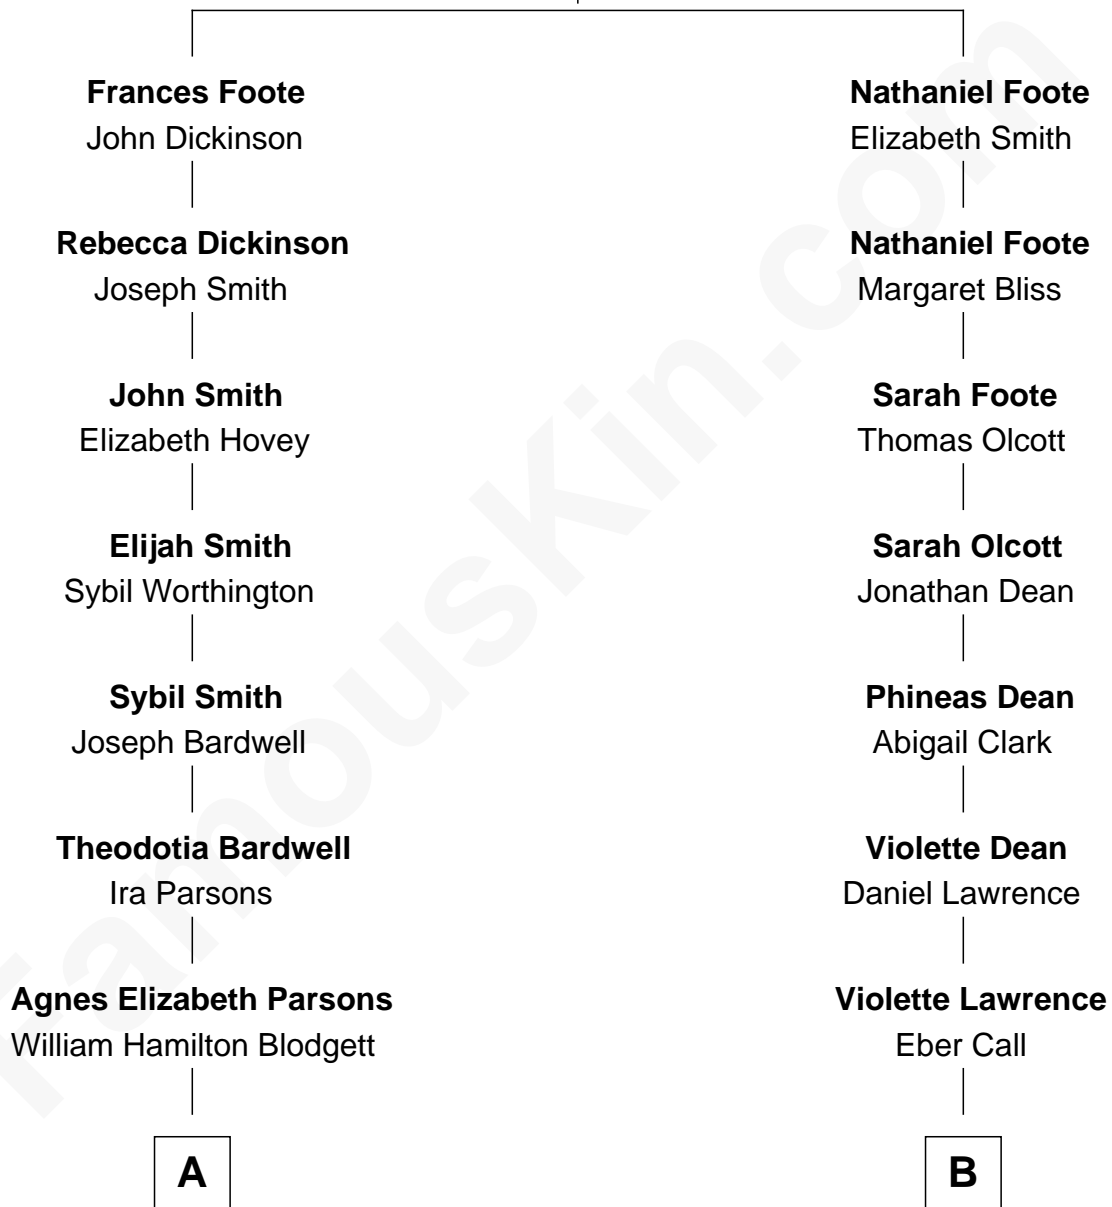 Frances Foote
John Dickinson
Nathaniel Foote
Elizabeth Smith
Rebecca Dickinson
Joseph Smith
Nathaniel Foote
Margaret Bliss
John Smith
Elizabeth Hovey
Sarah Foote
Thomas Olcott
Elijah Smith
Sybil Worthington
Sarah Olcott
Jonathan Dean
Sybil Smith
Joseph Bardwell
Phineas Dean
Abigail Clark
Theodotia Bardwell
Ira Parsons
Violette Dean
Daniel Lawrence
Agnes Elizabeth Parsons
William Hamilton Blodgett
Violette Lawrence
Eber Call
A
B
FamousKin.com